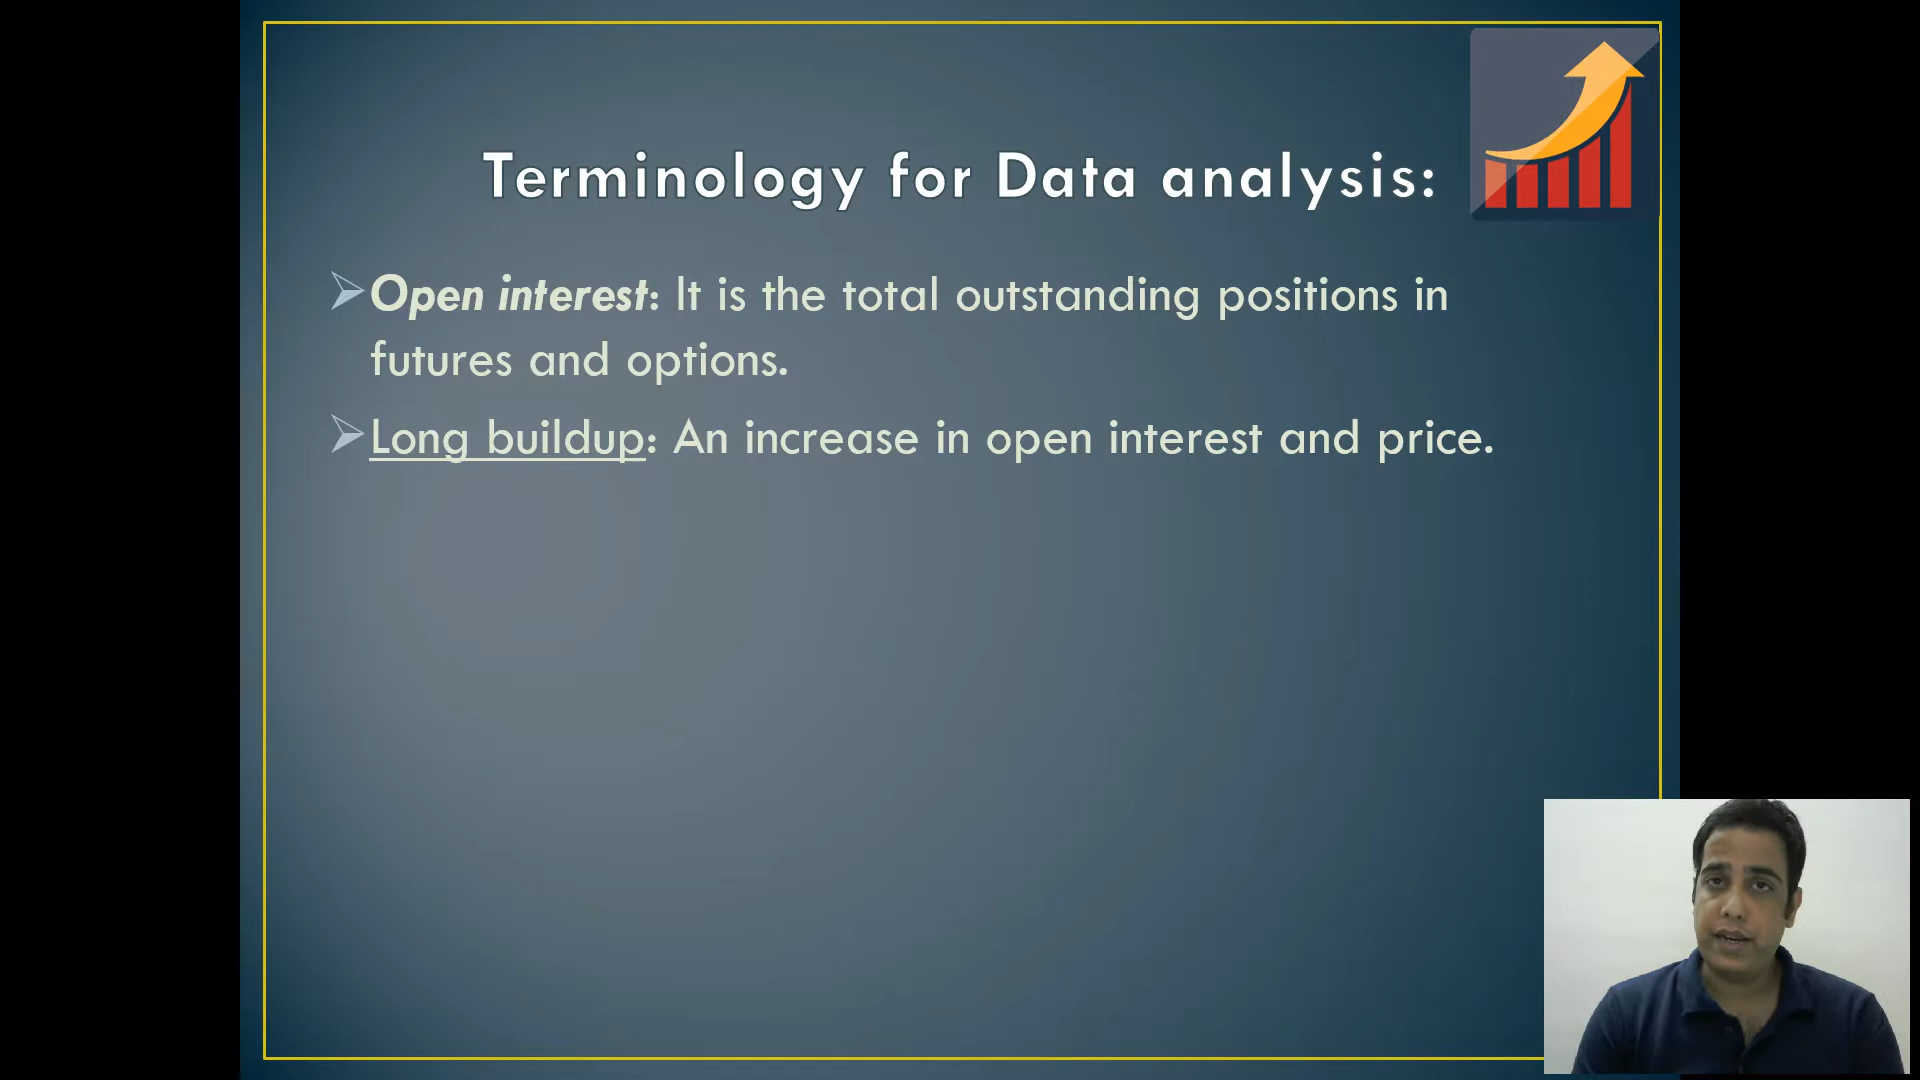 Terminology for Data analysis:
Open interest: It is the total outstanding positions in
futures and options.
Long buildup: An increase in open interest and price.